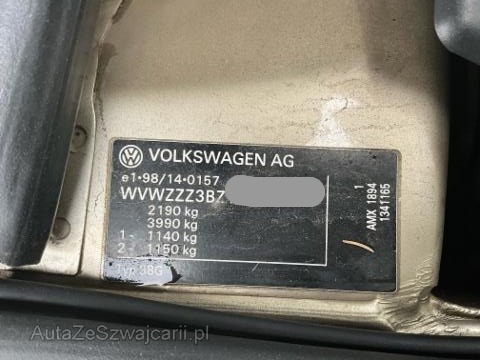 VOLKSWAGEN AG
e1*98/14*0157
WVWZZZ3BZ
2190 kg
3990 kg
1 - 1140 kg
2 - 1150 kg
Typ 3BG
1
AMX 1894
1341165
AutaZeSzwajcarii.pl